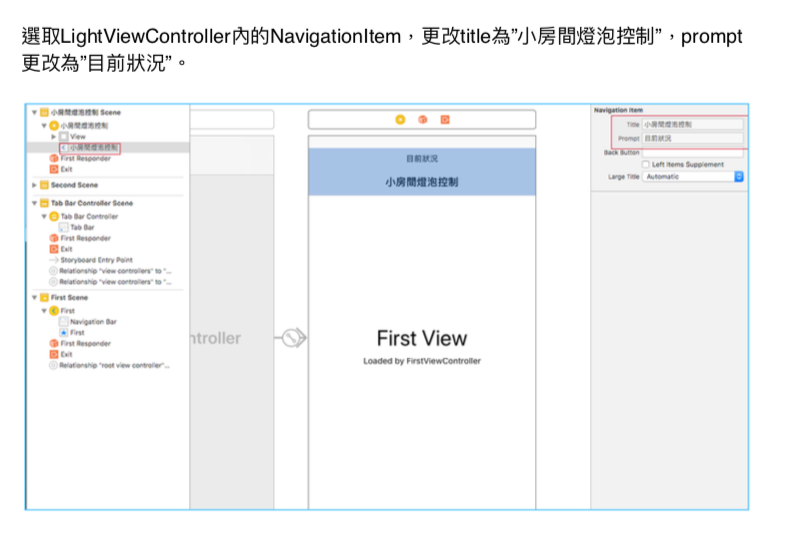 選取LightViewController內的NavigationItem，更改title為”小房間燈泡控制”，prompt
更改為”目前狀況”。
小房間燈泡控制 Scene
小房間燈泡控制
View
小房間燈泡控制
First Responder
Exit
Second Scene
Tab Bar Controller Scene
Tab Bar Controller
Tab Bar
First Responder
Exit
Storyboard Entry Point
Relationship "view controllers" to "...
Relationship "view controllers" to "...
First Scene
First
Navigation Bar
First
First Responder
Exit
Relationship "root view controller"...
ntroller
目前狀況
小房間燈泡控制
First View
Loaded by FirstViewController
Navigation Item
Title 小房間燈泡控制
Prompt 目前狀況
Back Button
Left Items Supplement
Large Title Automatic